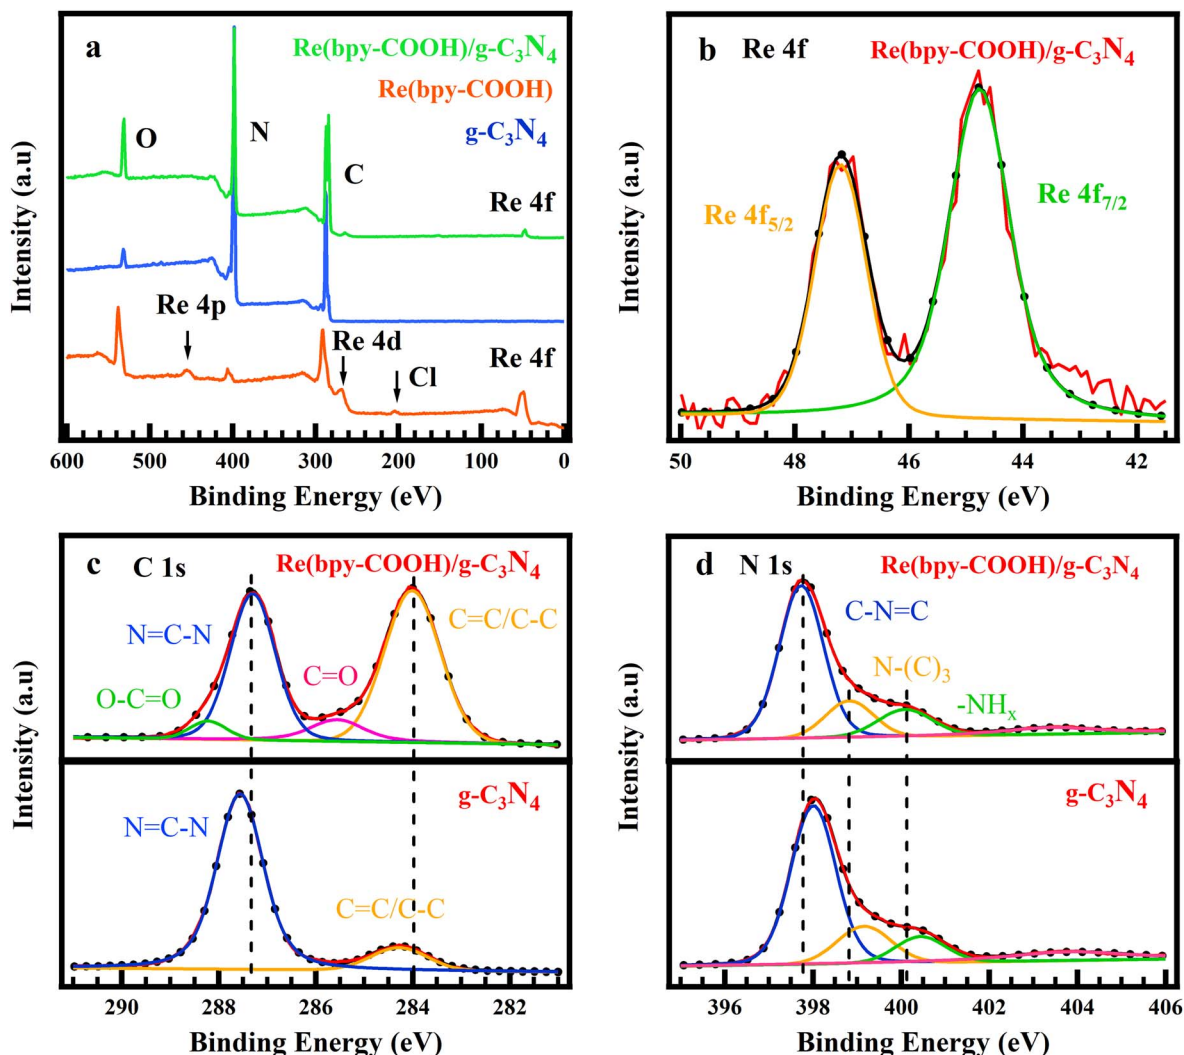 a
Re(bpy-COOH)/g-C₃N₄
Re(bpy-COOH)
g-C₃N₄
O
N
C
Re 4f
Re 4p
Re 4d
Cl
Re 4f
Intensity (a.u)
600 500 400 300 200 100 0
Binding Energy (eV)
b
Re 4f
Re(bpy-COOH)/g-C₃N₄
Re 4f₅/₂
Re 4f₇/₂
Intensity (a.u)
50 48 46 44 42
Binding Energy (eV)
c
C 1s
Re(bpy-COOH)/g-C₃N₄
N=C-N
C=C/C-C
C=O
O-C=O
g-C₃N₄
N=C-N
C=C/C-C
Intensity (a.u)
290 288 286 284 282
Binding Energy (eV)
d
N 1s
Re(bpy-COOH)/g-C₃N₄
C-N=C
N-(C)₃
-NHₓ
g-C₃N₄
Intensity (a.u)
396 398 400 402 404 406
Binding Energy (eV)